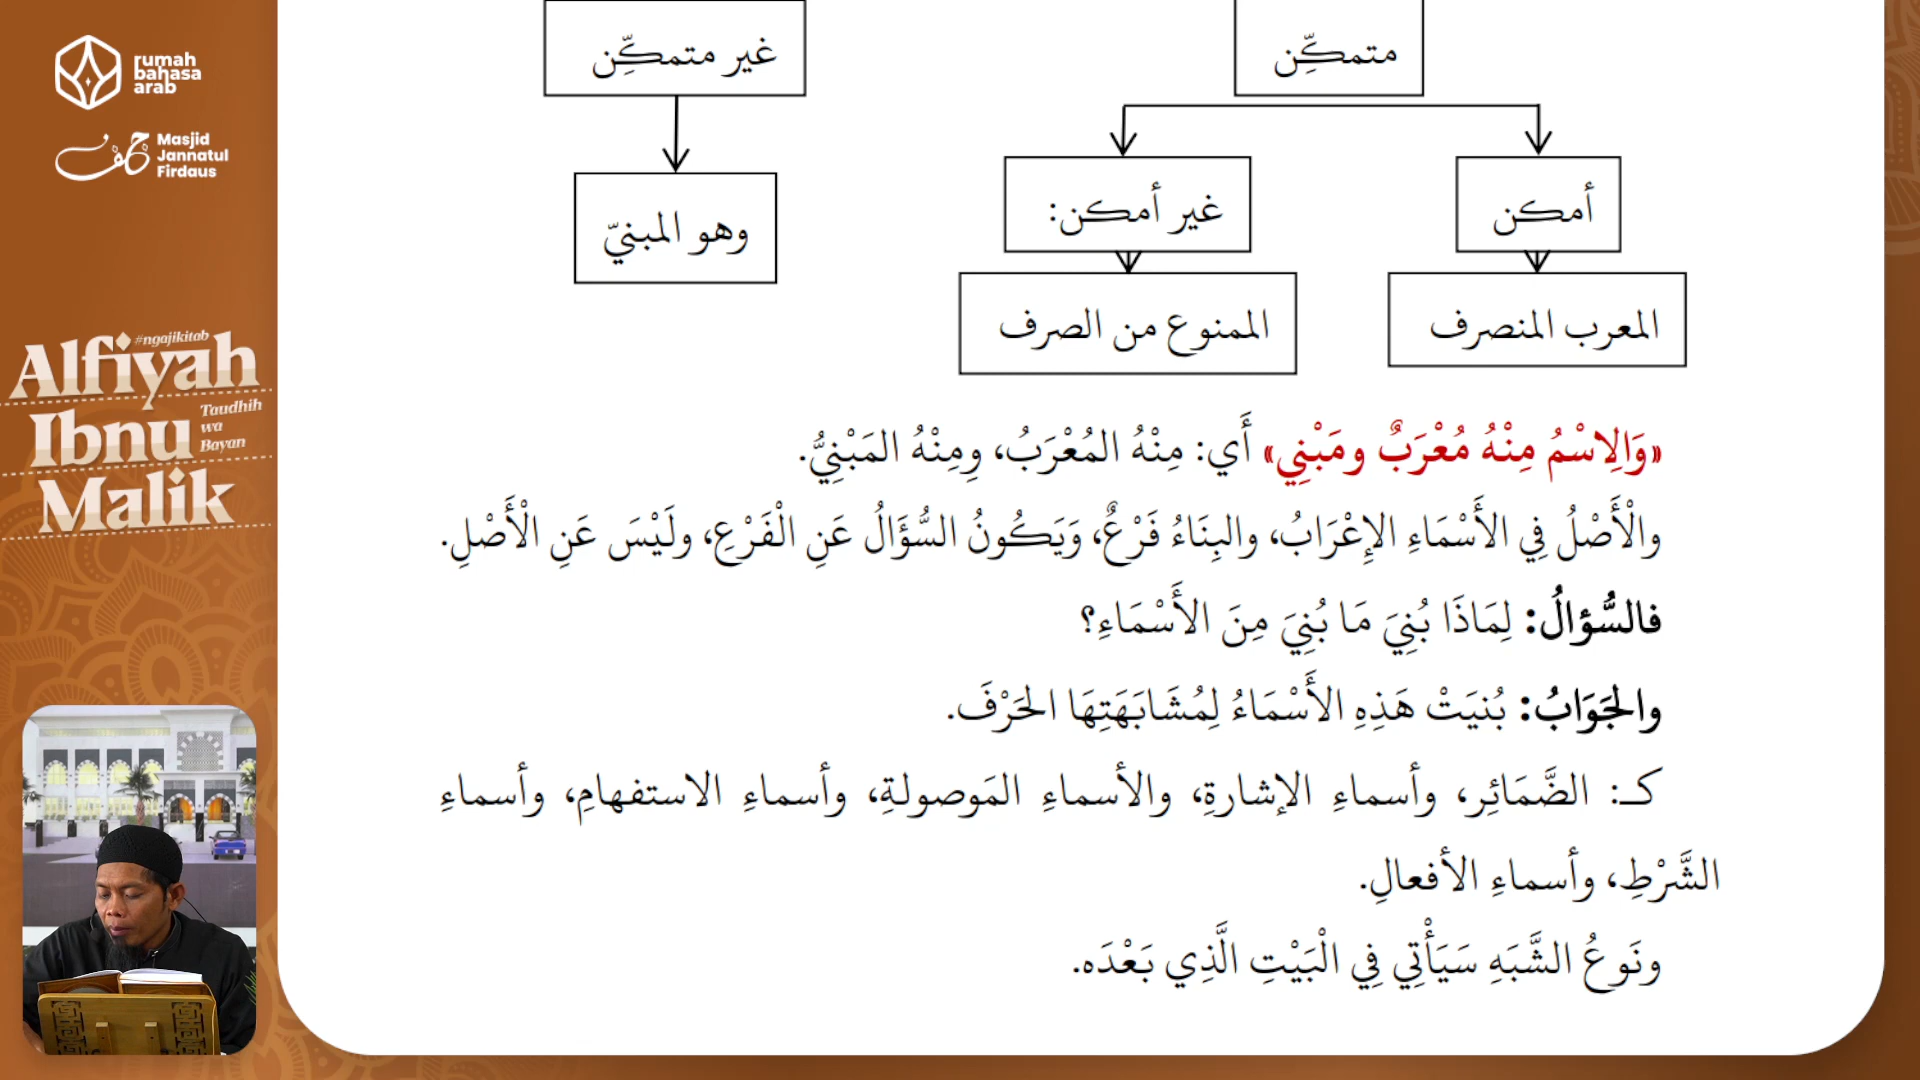 rumah
bahasa
arab
Masjid
Jannatul
Firdaus
#ngajikitab
Alfiyah
Ibnu
Taudhih
wa
Bayan
Malik
متمكِّن
غير متمكِّن
أمكن
غير أمكن:
وهو المبنيّ
المعرب المنصرف
الممنوع من الصرف
«وَالِاسْمُ مِنْهُ مُعْرَبٌ ومَبْنِي» أَي: مِنْهُ المُعْرَبُ، وِمِنْهُ المَبْنِيُّ.
والْأَصْلُ فِي الأَسْمَاءِ الإِعْرَابُ، والبِنَاءُ فَرْعٌ، وَيَكُونُ السُّؤَالُ عَنِ الْفَرْعِ، ولَيْسَ عَنِ الْأَصْلِ.
فالسُّؤالُ: لِمَاذَا بُنِيَ مَا بُنِيَ مِنَ الأَسْمَاءِ؟
والجَوَابُ: بُنيَتْ هَذِهِ الأَسْمَاءُ لِمُشَابَهَتِهَا الحَرْفَ.
كـ: الضَّمَائِر، وأسماءِ الإشارةِ، والأسماءِ المَوصولةِ، وأسماءِ الاستفهامِ، وأسماءِ
الشَّرْطِ، وأسماءِ الأفعالِ.
ونَوعُ الشَّبَهِ سَيَأْتِي فِي الْبَيْتِ الَّذِي بَعْدَه.